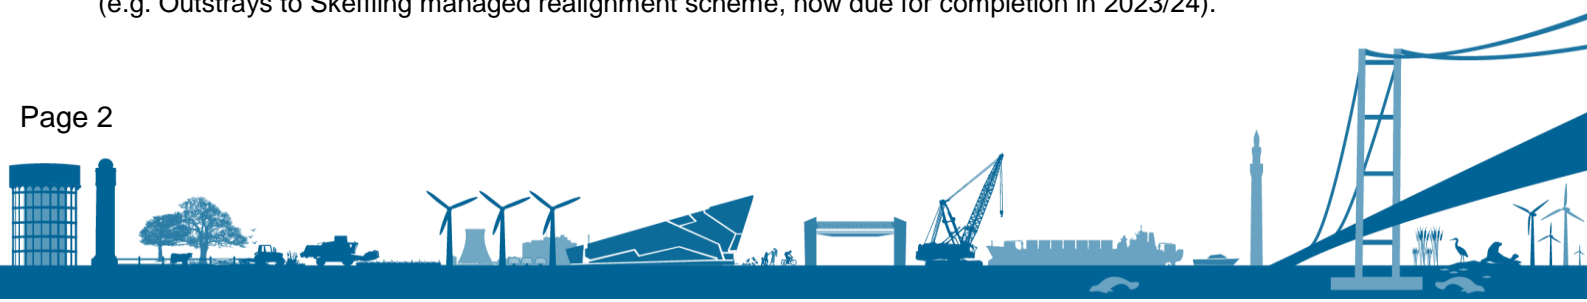 (e.g. Outstrays to Skeffling managed realignment scheme, now due for completion in 2023/24).
Page 2